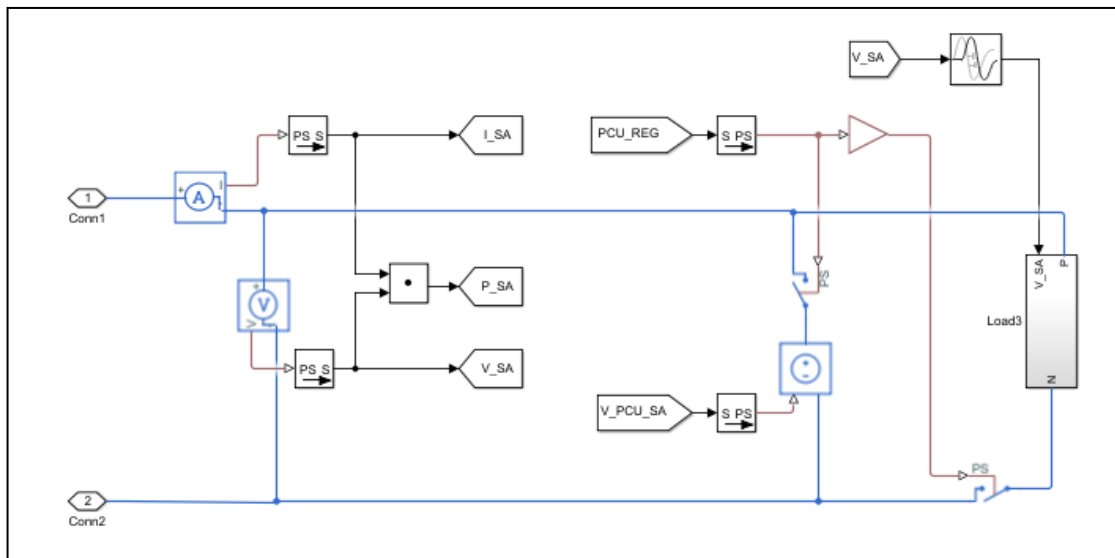 V_SA
PS S
I_SA
PCU_REG
S PS
1
Conn1
+
A
I
+
V
V
P_SA
PS
V_SA
P
Load3
N
PS S
V_SA
V_PCU_SA
S PS
+
-
PS
2
Conn2